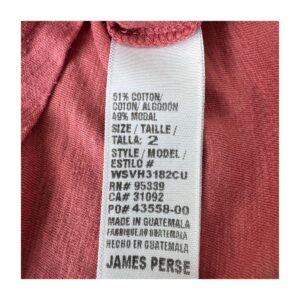 51% COTTON/
COTON/ ALGODON
49% MODAL
SIZE / TAILLE /
TALLA: 2
STYLE / MODEL /
ESTILO #
WSVH3182CU
RN# 95339
CA# 31092
PO# 43558-00
MADE IN GUATEMALA
FABRIQUE AU GUATEMALA
HECHO EN GUATEMALA
JAMES PERSE